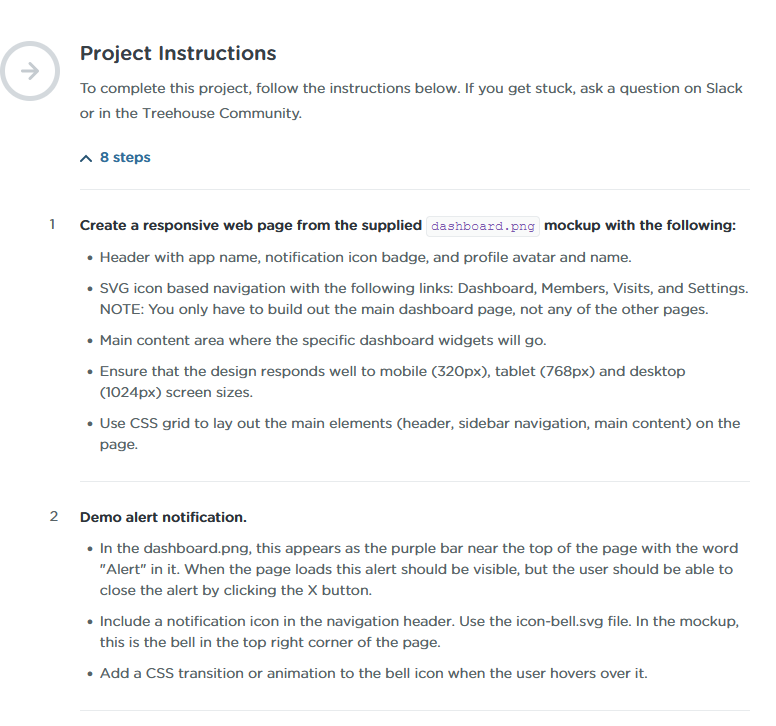 Project Instructions
To complete this project, follow the instructions below. If you get stuck, ask a question on Slack
or in the Treehouse Community.
8 steps
1 Create a responsive web page from the supplied dashboard.png mockup with the following:
• Header with app name, notification icon badge, and profile avatar and name.
• SVG icon based navigation with the following links: Dashboard, Members, Visits, and Settings.
NOTE: You only have to build out the main dashboard page, not any of the other pages.
• Main content area where the specific dashboard widgets will go.
• Ensure that the design responds well to mobile (320px), tablet (768px) and desktop
(1024px) screen sizes.
• Use CSS grid to lay out the main elements (header, sidebar navigation, main content) on the
page.
2 Demo alert notification.
• In the dashboard.png, this appears as the purple bar near the top of the page with the word
"Alert" in it. When the page loads this alert should be visible, but the user should be able to
close the alert by clicking the X button.
• Include a notification icon in the navigation header. Use the icon-bell.svg file. In the mockup,
this is the bell in the top right corner of the page.
• Add a CSS transition or animation to the bell icon when the user hovers over it.